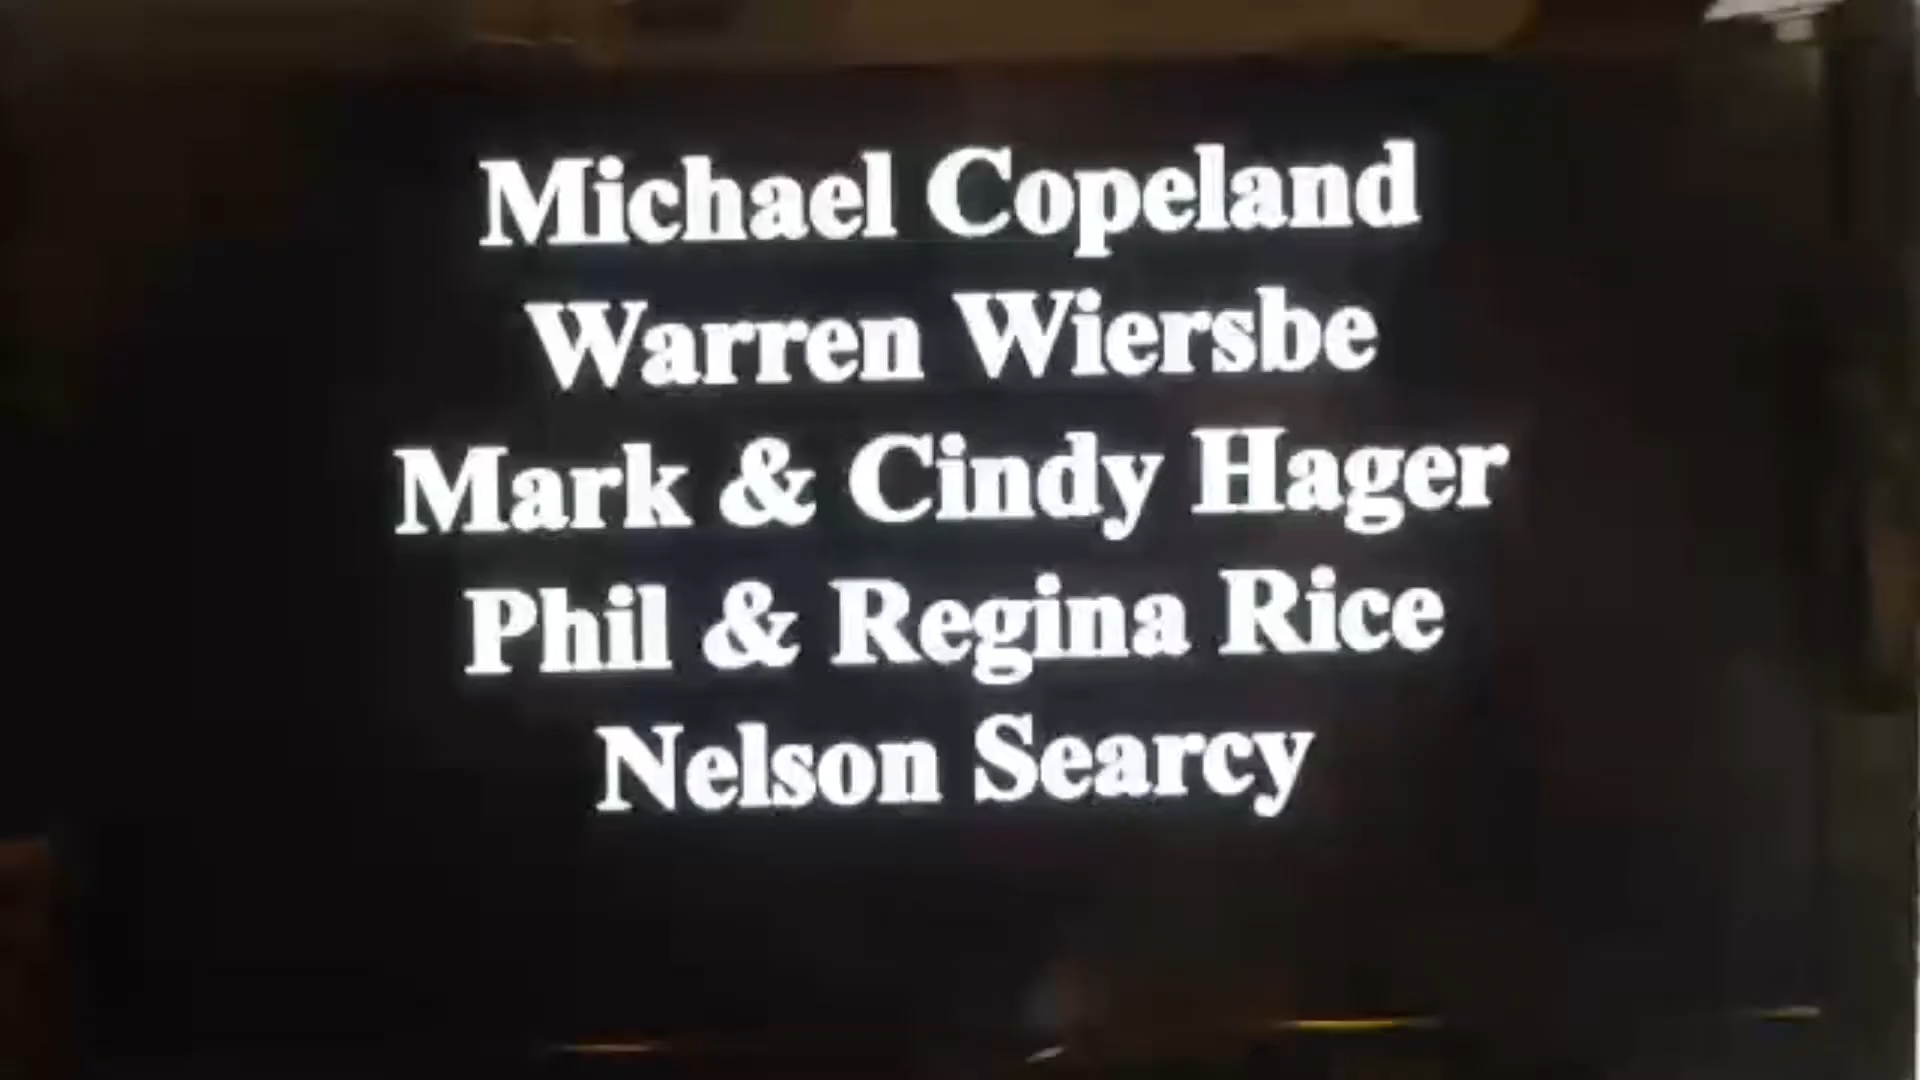 Michael Copeland
Warren Wiersbe
Mark & Cindy Hager
Phil & Regina Rice
Nelson Searcy